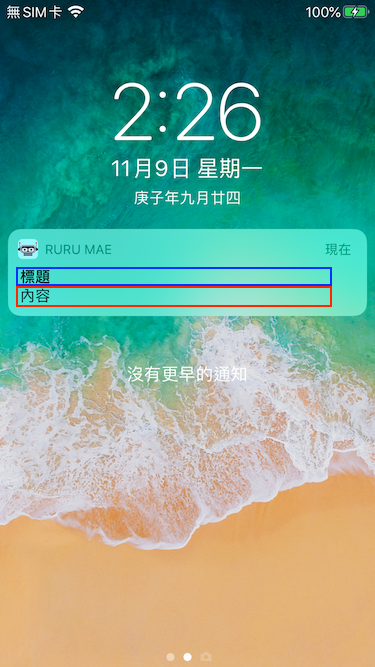 無 SIM 卡
100%
2:26
11月9日 星期一
庚子年九月廿四
RURU MAE
現在
標題
內容
沒有更早的通知